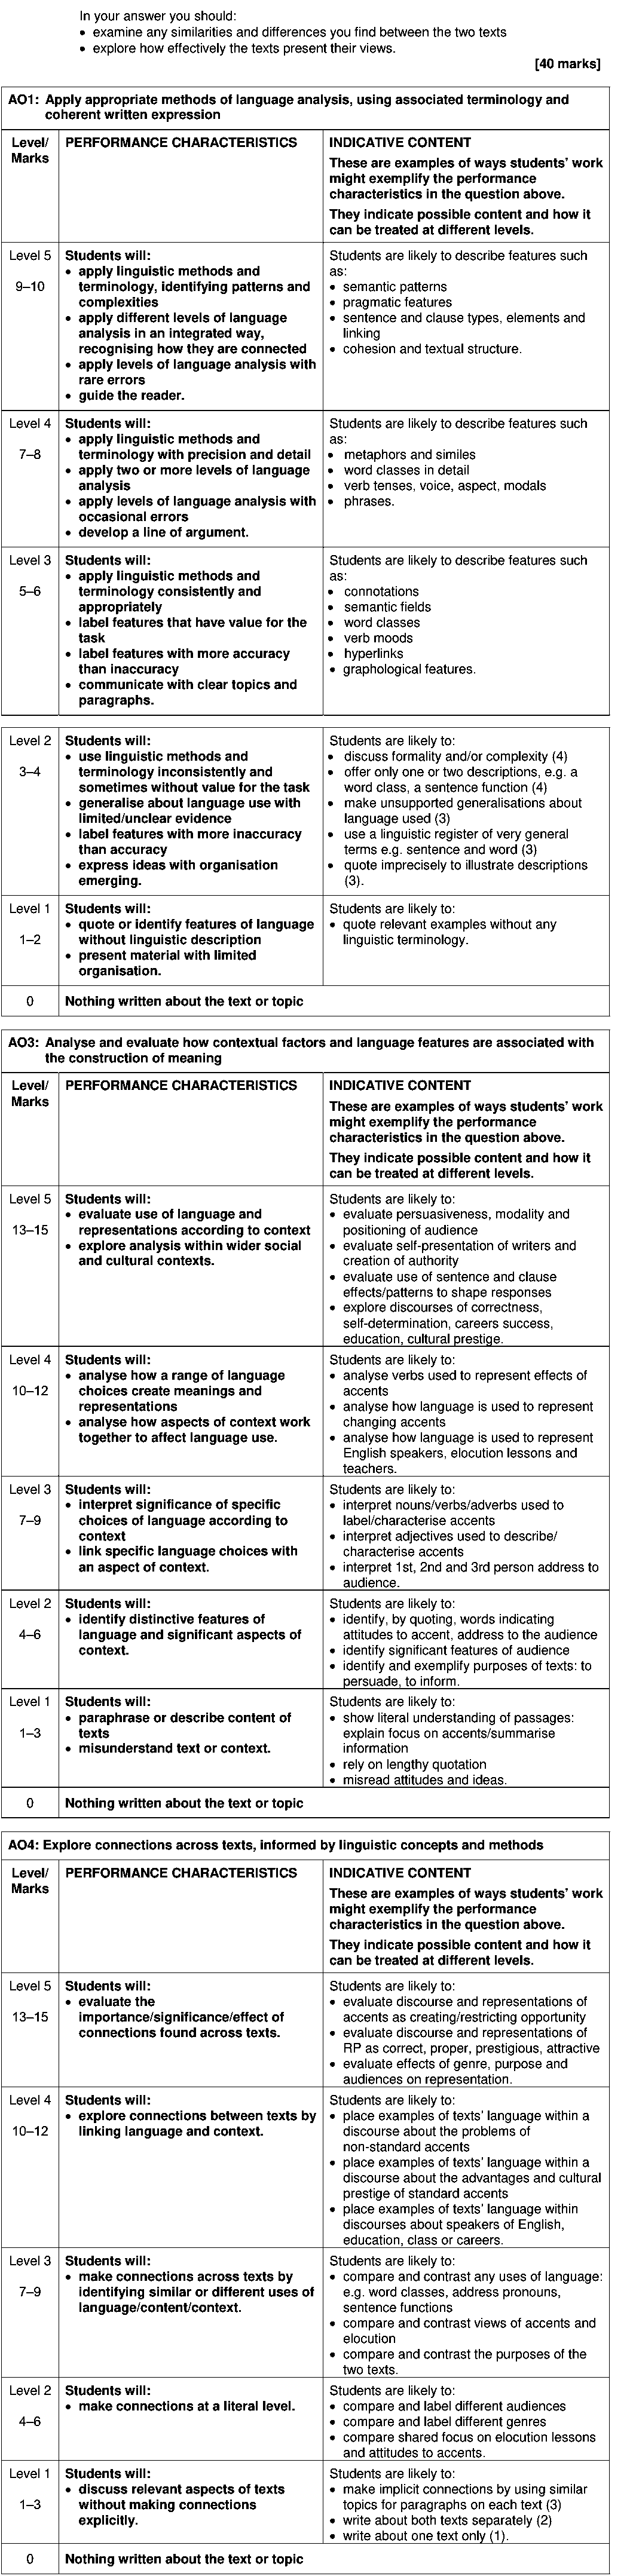 In your answer you should:
• examine any similarities and differences you find between the two texts
• explore how effectively the texts present their views.
[40 marks]
AO1: Apply appropriate methods of language analysis, using associated terminology and
coherent written expression
Level/
Marks
PERFORMANCE CHARACTERISTICS
INDICATIVE CONTENT
These are examples of ways students' work
might exemplify the performance
characteristics in the question above.
They indicate possible content and how it
can be treated at different levels.
Level 5
9–10
Students will:
• apply linguistic methods and
terminology, identifying patterns and
complexities
• apply different levels of language
analysis in an integrated way,
recognising how they are connected
• apply levels of language analysis with
rare errors
• guide the reader.
Students are likely to describe features such
as:
• semantic patterns
• pragmatic features
• sentence and clause types, elements and
linking
• cohesion and textual structure.
Level 4
7–8
Students will:
• apply linguistic methods and
terminology with precision and detail
• apply two or more levels of language
analysis
• apply levels of language analysis with
occasional errors
• develop a line of argument.
Students are likely to describe features such
as:
• metaphors and similes
• word classes in detail
• verb tenses, voice, aspect, modals
• phrases.
Level 3
5–6
Students will:
• apply linguistic methods and
terminology consistently and
appropriately
• label features that have value for the
task
• label features with more accuracy
than inaccuracy
• communicate with clear topics and
paragraphs.
Students are likely to describe features such
as:
• connotations
• semantic fields
• word classes
• verb moods
• hyperlinks
• graphological features.
Level 2
3–4
Students will:
• use linguistic methods and
terminology inconsistently and
sometimes without value for the task
• generalise about language use with
limited/unclear evidence
• label features with more inaccuracy
than accuracy
• express ideas with organisation
emerging.
Students are likely to:
• discuss formality and/or complexity (4)
• offer only one or two descriptions, e.g. a
word class, a sentence function (4)
• make unsupported generalisations about
language used (3)
• use a linguistic register of very general
terms e.g. sentence and word (3)
• quote imprecisely to illustrate descriptions
(3).
Level 1
1–2
Students will:
• quote or identify features of language
without linguistic description
• present material with limited
organisation.
Students are likely to:
• quote relevant examples without any
linguistic terminology.
0
Nothing written about the text or topic
AO3: Analyse and evaluate how contextual factors and language features are associated with
the construction of meaning
Level/
Marks
PERFORMANCE CHARACTERISTICS
INDICATIVE CONTENT
These are examples of ways students' work
might exemplify the performance
characteristics in the question above.
They indicate possible content and how it
can be treated at different levels.
Level 5
13–15
Students will:
• evaluate use of language and
representations according to context
• explore analysis within wider social
and cultural contexts.
Students are likely to:
• evaluate persuasiveness, modality and
positioning of audience
• evaluate self-presentation of writers and
creation of authority
• evaluate use of sentence and clause
effects/patterns to shape responses
• explore discourses of correctness,
self-determination, careers success,
education, cultural prestige.
Level 4
10–12
Students will:
• analyse how a range of language
choices create meanings and
representations
• analyse how aspects of context work
together to affect language use.
Students are likely to:
• analyse verbs used to represent effects of
accents
• analyse how language is used to represent
changing accents
• analyse how language is used to represent
English speakers, elocution lessons and
teachers.
Level 3
7–9
Students will:
• interpret significance of specific
choices of language according to
context
• link specific language choices with
an aspect of context.
Students are likely to:
• interpret nouns/verbs/adverbs used to
label/characterise accents
• interpret adjectives used to describe/
characterise accents
• interpret 1st, 2nd and 3rd person address to
audience.
Level 2
4–6
Students will:
• identify distinctive features of
language and significant aspects of
context.
Students are likely to:
• identify, by quoting, words indicating
attitudes to accent, address to the audience
• identify significant features of audience
• identify and exemplify purposes of texts: to
persuade, to inform.
Level 1
1–3
Students will:
• paraphrase or describe content of
texts
• misunderstand text or context.
Students are likely to:
• show literal understanding of passages:
explain focus on accents/summarise
information
• rely on lengthy quotation
• misread attitudes and ideas.
0
Nothing written about the text or topic
AO4: Explore connections across texts, informed by linguistic concepts and methods
Level/
Marks
PERFORMANCE CHARACTERISTICS
INDICATIVE CONTENT
These are examples of ways students' work
might exemplify the performance
characteristics in the question above.
They indicate possible content and how it
can be treated at different levels.
Level 5
13–15
Students will:
• evaluate the
importance/significance/effect of
connections found across texts.
Students are likely to:
• evaluate discourse and representations of
accents as creating/restricting opportunity
• evaluate discourse and representations of
RP as correct, proper, prestigious, attractive
• evaluate effects of genre, purpose and
audiences on representation.
Level 4
10–12
Students will:
• explore connections between texts by
linking language and context.
Students are likely to:
• place examples of texts' language within a
discourse about the problems of
non-standard accents
• place examples of texts' language within a
discourse about the advantages and cultural
prestige of standard accents
• place examples of texts' language within
discourses about speakers of English,
education, class or careers.
Level 3
7–9
Students will:
• make connections across texts by
identifying similar or different uses of
language/content/context.
Students are likely to:
• compare and contrast any uses of language:
e.g. word classes, address pronouns,
sentence functions
• compare and contrast views of accents and
elocution
• compare and contrast the purposes of the
two texts.
Level 2
4–6
Students will:
• make connections at a literal level.
Students are likely to:
• compare and label different audiences
• compare and label different genres
• compare shared focus on elocution lessons
and attitudes to accents.
Level 1
1–3
Students will:
• discuss relevant aspects of texts
without making connections
explicitly.
Students are likely to:
• make implicit connections by using similar
topics for paragraphs on each text (3)
• write about both texts separately (2)
• write about one text only (1).
0
Nothing written about the text or topic